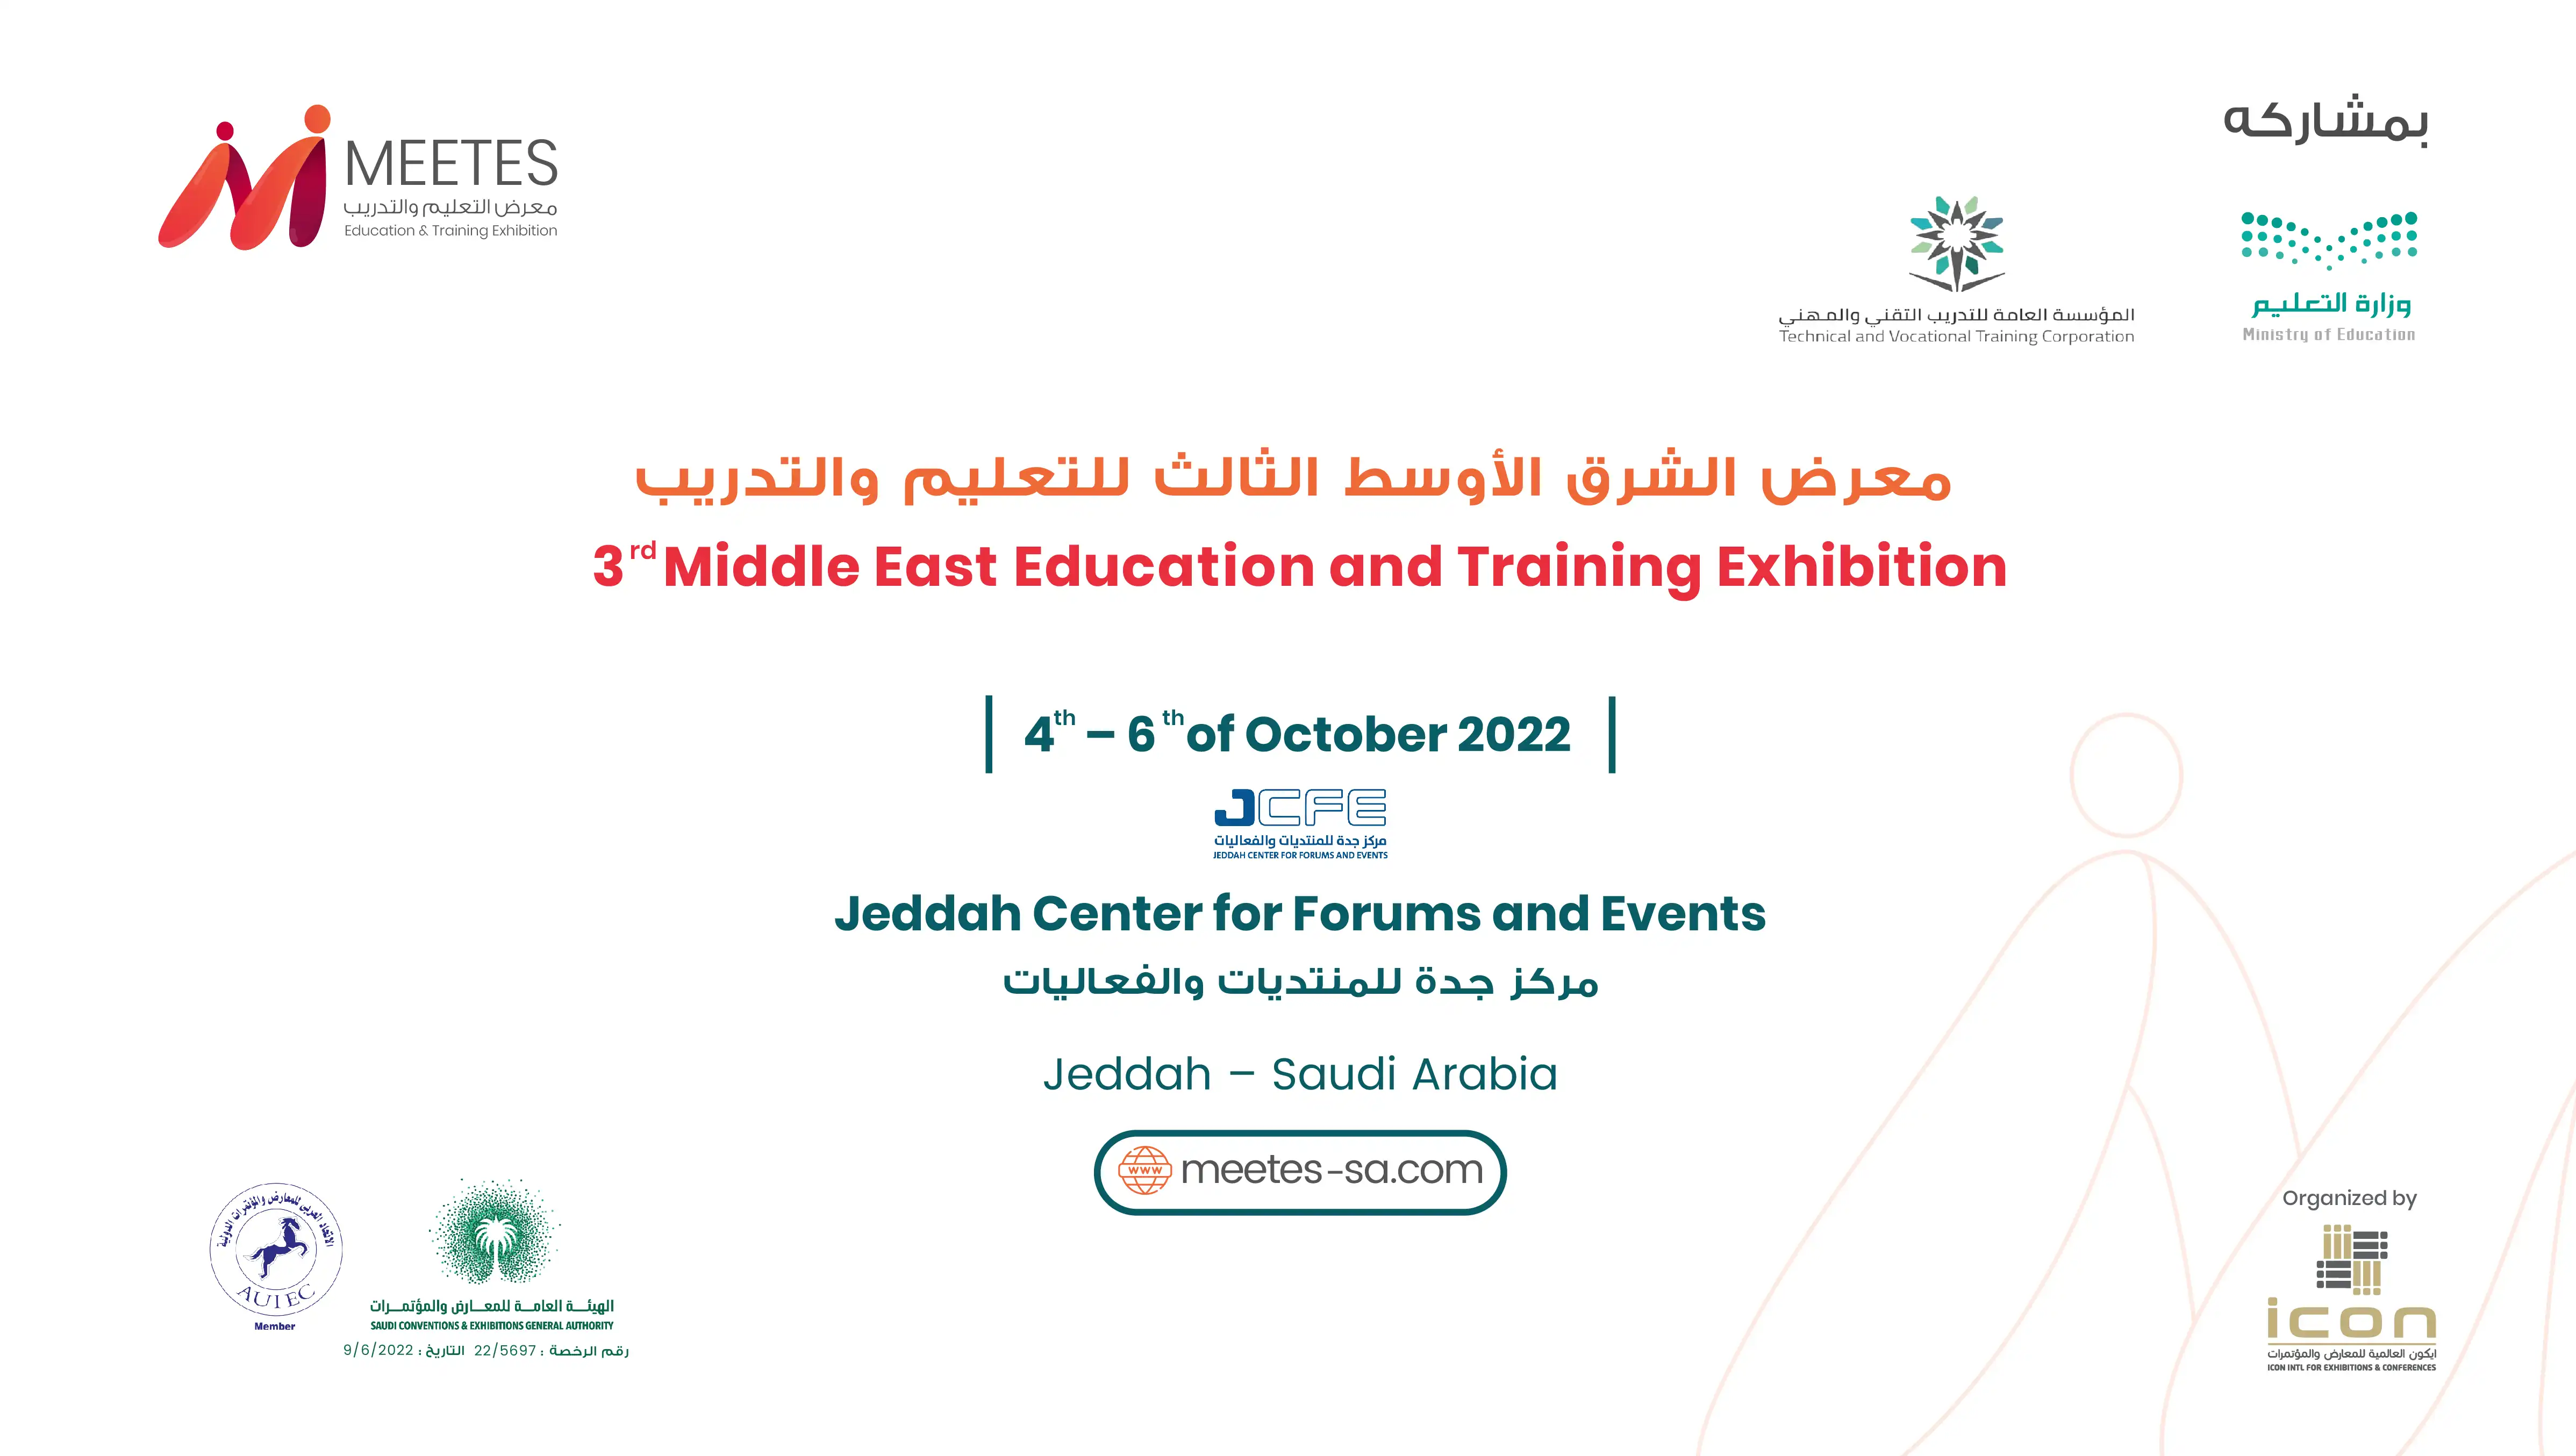 MEETES
معرض التعليم والتدريب
Education & Training Exhibition
بمشاركه
المؤسسة العامة للتدريب التقني والمهني
Technical and Vocational Training Corporation
وزارة التعليم
Ministry of Education
معرض الشرق الأوسط الثالث للتعليم والتدريب
3rd Middle East Education and Training Exhibition
4th – 6th of October 2022
JCFE
مركز جدة للمنتديات والفعاليات
JEDDAH CENTER FOR FORUMS AND EVENTS
Jeddah Center for Forums and Events
مركز جدة للمنتديات والفعاليات
Jeddah – Saudi Arabia
www meetes-sa.com
الاتحاد العربي للمعارض والمؤتمرات الدولية
AUIEC
Member
الهيئة العامة للمعارض والمؤتمرات
SAUDI CONVENTIONS & EXHIBITIONS GENERAL AUTHORITY
رقم الرخصة : 22/5697 التاريخ : 9/6/2022
Organized by
icon
ايكون العالمية للمعارض والمؤتمرات
ICON INTL FOR EXHIBITIONS & CONFERENCES